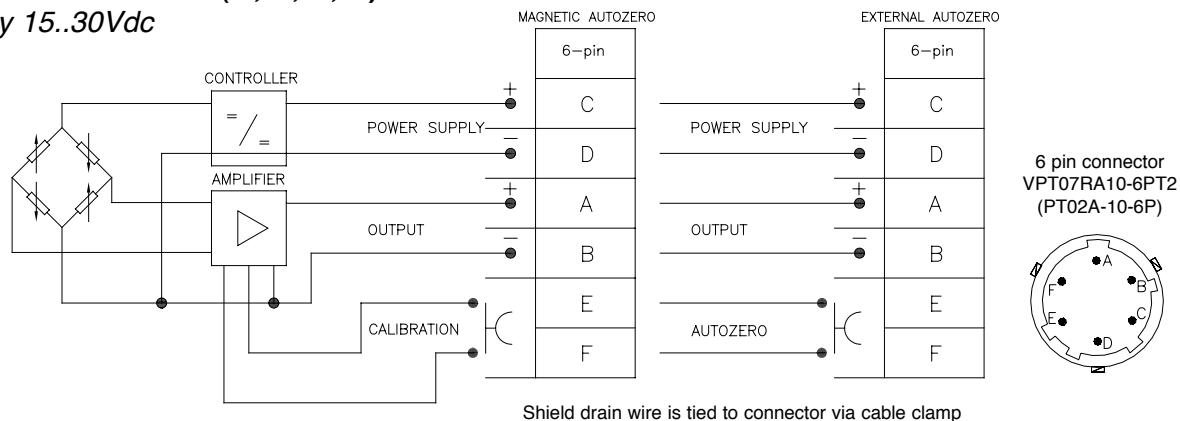 y 15..30Vdc
MAGNETIC AUTOZERO
EXTERNAL AUTOZERO
6-pin
6-pin
CONTROLLER
= / =
+
C
+
C
POWER SUPPLY
POWER SUPPLY
−
D
−
D
AMPLIFIER
+
A
+
A
OUTPUT
OUTPUT
−
B
−
B
E
E
CALIBRATION
AUTOZERO
F
F
6 pin connector
VPT07RA10-6PT2
(PT02A-10-6P)
A
B
C
D
E
F
Shield drain wire is tied to connector via cable clamp